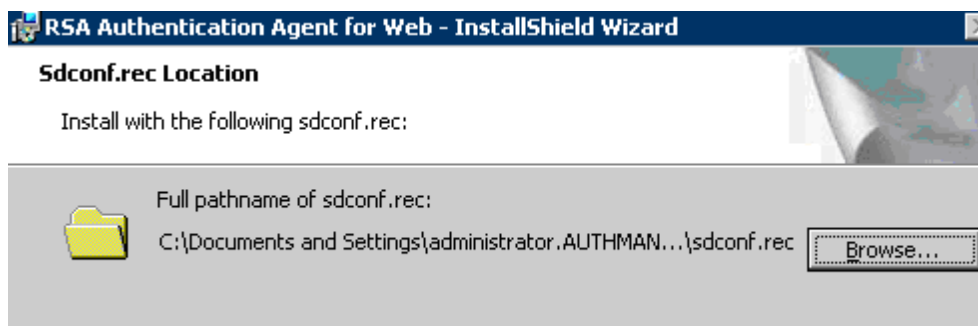 RSA Authentication Agent for Web - InstallShield Wizard
Sdconf.rec Location
Install with the following sdconf.rec:
Full pathname of sdconf.rec:
C:\Documents and Settings\administrator.AUTHMAN...\sdconf.rec
Browse...